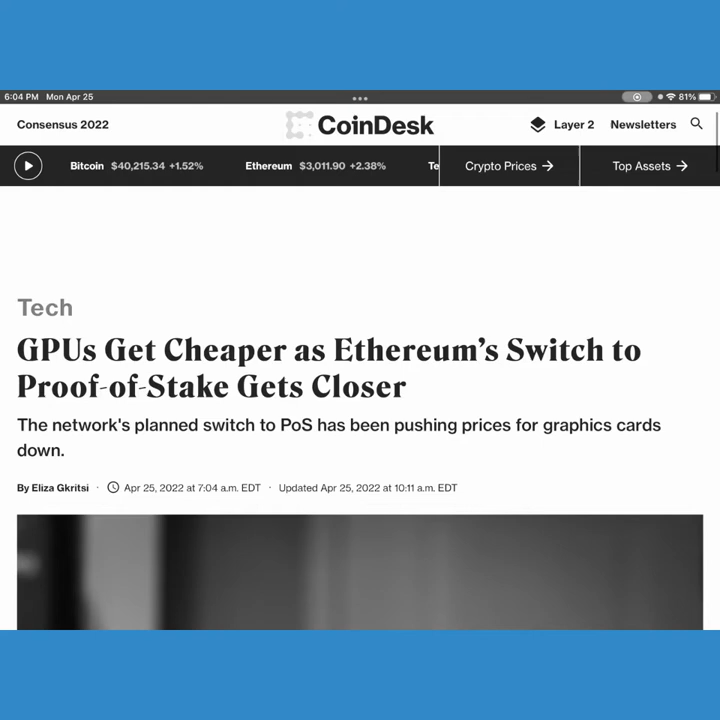 6:04 PM Mon Apr 25
81%
Consensus 2022
CoinDesk
Layer 2
Newsletters
Bitcoin $40,215.34 +1.52%
Ethereum $3,011.90 +2.38%
Te
Crypto Prices →
Top Assets →
Tech
GPUs Get Cheaper as Ethereum’s Switch to
Proof-of-Stake Gets Closer
The network's planned switch to PoS has been pushing prices for graphics cards
down.
By Eliza Gkritsi · Apr 25, 2022 at 7:04 a.m. EDT · Updated Apr 25, 2022 at 10:11 a.m. EDT